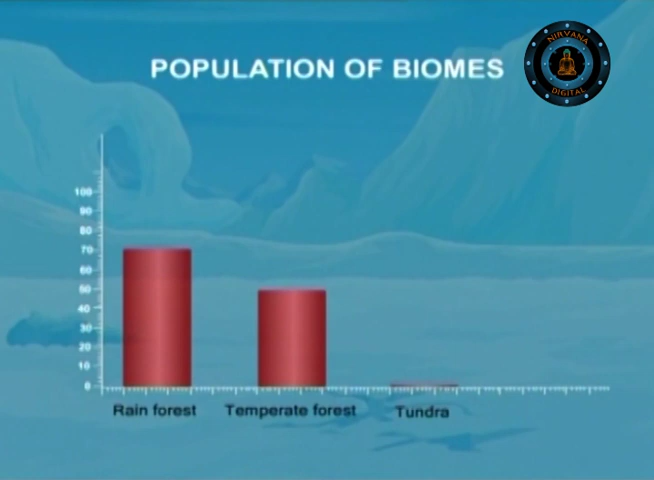 POPULATION OF BIOMES
NIRVANA
DIGITAL
100
90
80
70
60
50
40
30
20
10
0
Rain forest Temperate forest Tundra